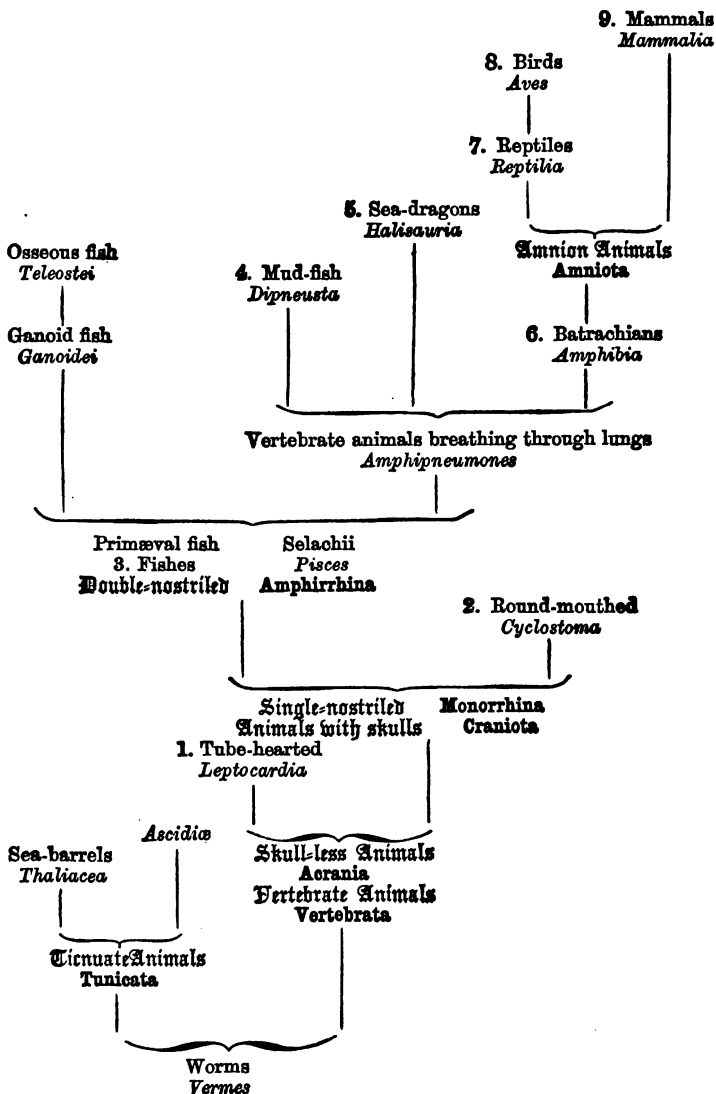 9. Mammals
Mammalia
8. Birds
Aves
7. Reptiles
Reptilia
5. Sea-dragons
Halisauria
Osseous fish
Teleostei
4. Mud-fish
Dipneusta
Amnion Animals
Amniota
Ganoid fish
Ganoidei
6. Batrachians
Amphibia
Vertebrate animals breathing through lungs
Amphipneumones
Primæval fish Selachii
3. Fishes Pisces
Double-nostriled Amphirrhina
2. Round-mouthed
Cyclostoma
Single-nostriled Monorrhina
Animals with skulls Craniota
1. Tube-hearted
Leptocardia
Ascidiæ
Sea-barrels
Thaliacea
Skull-less Animals
Acrania
Vertebrate Animals
Vertebrata
Ticnuate Animals
Tunicata
Worms
Vermes